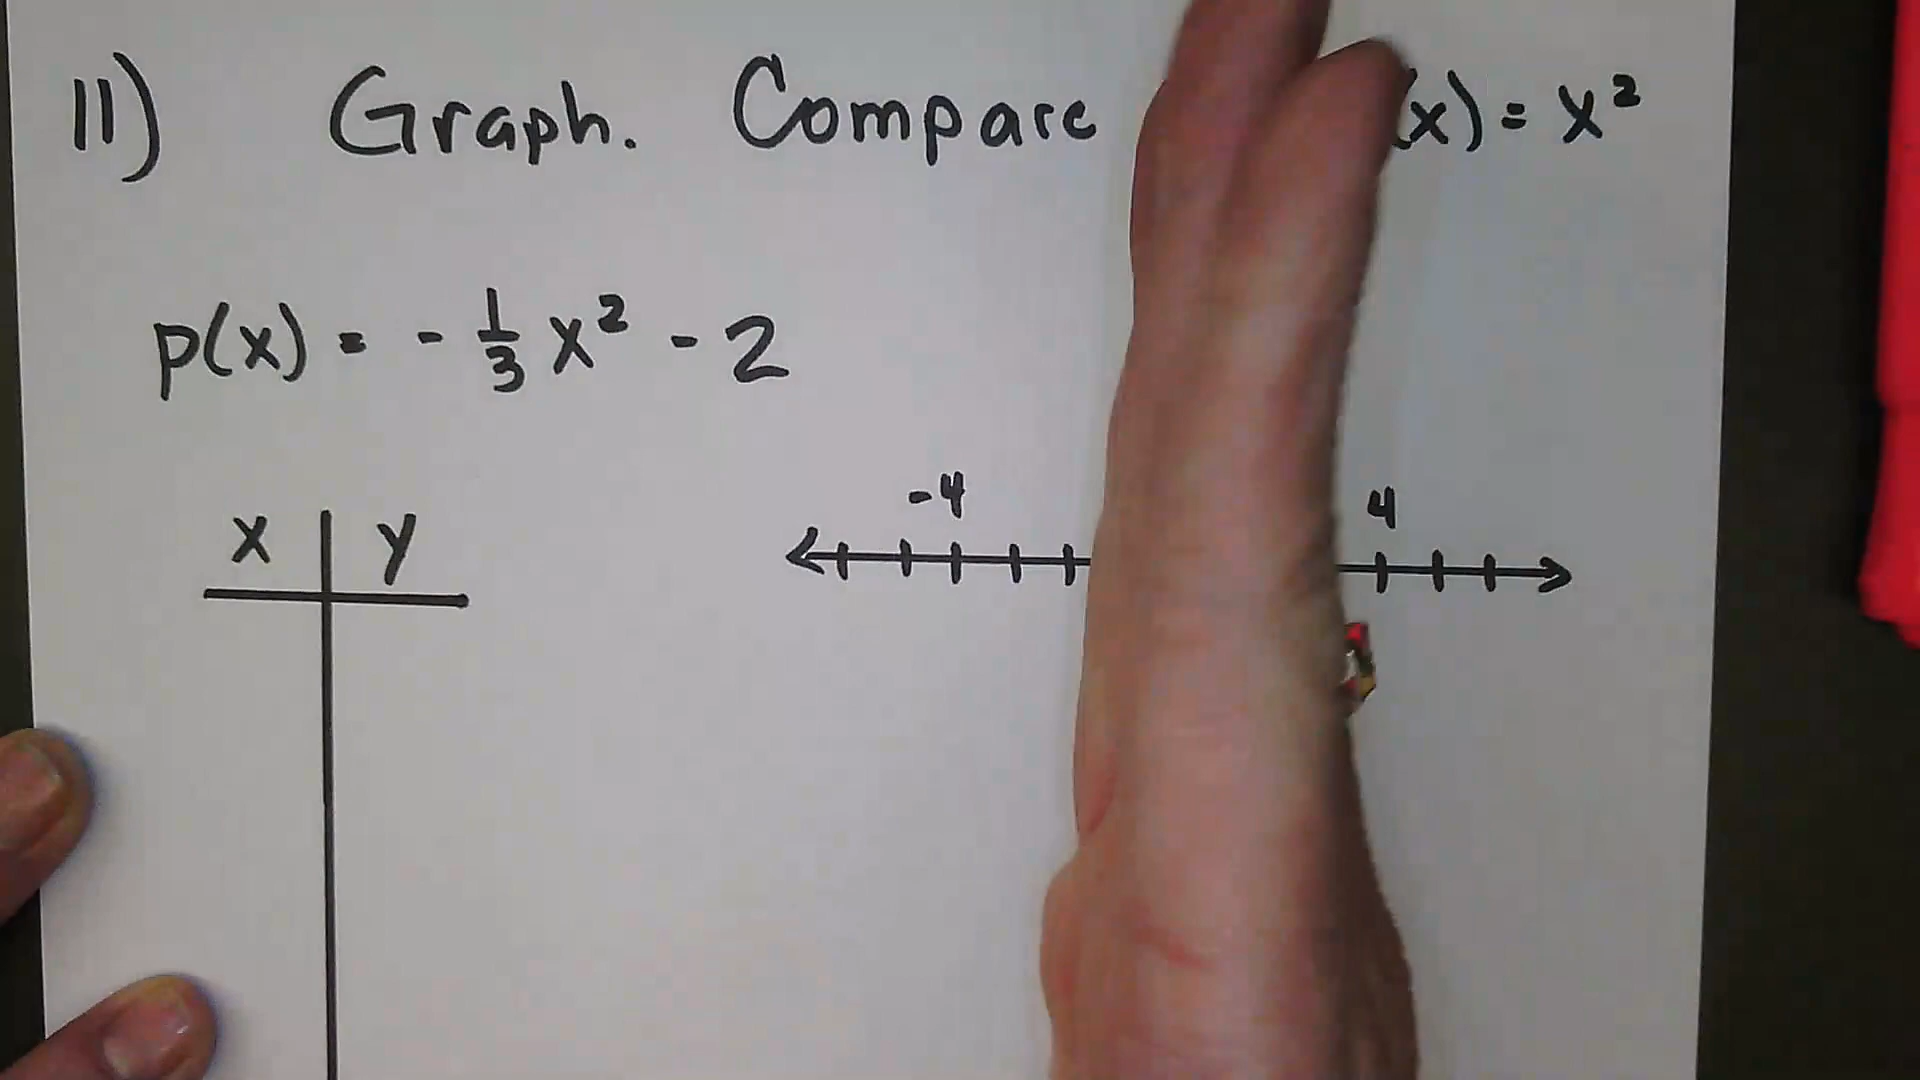 11) Graph. Compare (x) = x²
p(x) = - 1/3 x² - 2
x y
-4 4